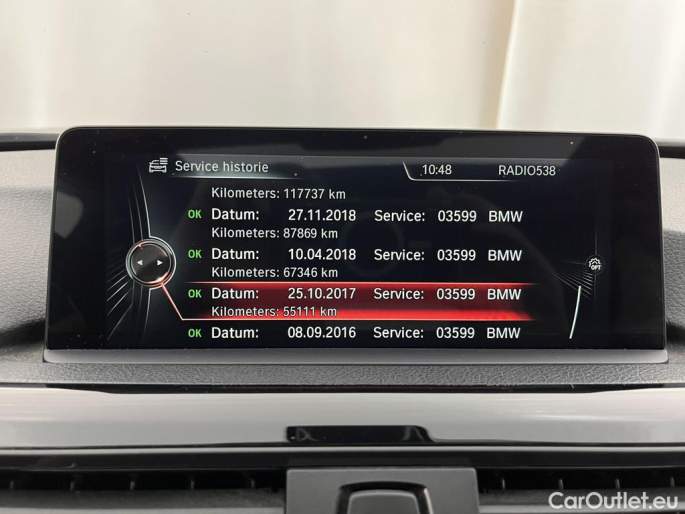 Service historie 10:48 RADIO538
Kilometers: 117737 km
OK Datum: 27.11.2018 Service: 03599 BMW
Kilometers: 87869 km
OK Datum: 10.04.2018 Service: 03599 BMW
Kilometers: 67346 km
OK Datum: 25.10.2017 Service: 03599 BMW
Kilometers: 55111 km
OK Datum: 08.09.2016 Service: 03599 BMW
OPT
CarOutlet.eu